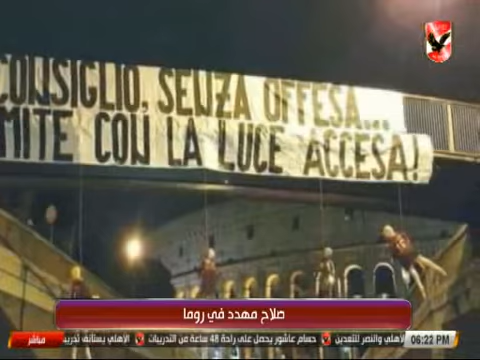 CONSIGLIO, SENZA OFFESA...
MITE CON LA LUCE ACCESA!
صلاح مهدد في روما
مباشر
الأهلي يستأنف تدريبا
حسام عاشور يحصل على راحة 48 ساعة من التدريبات
الأهلي والنصر للتعدين
06:22 PM